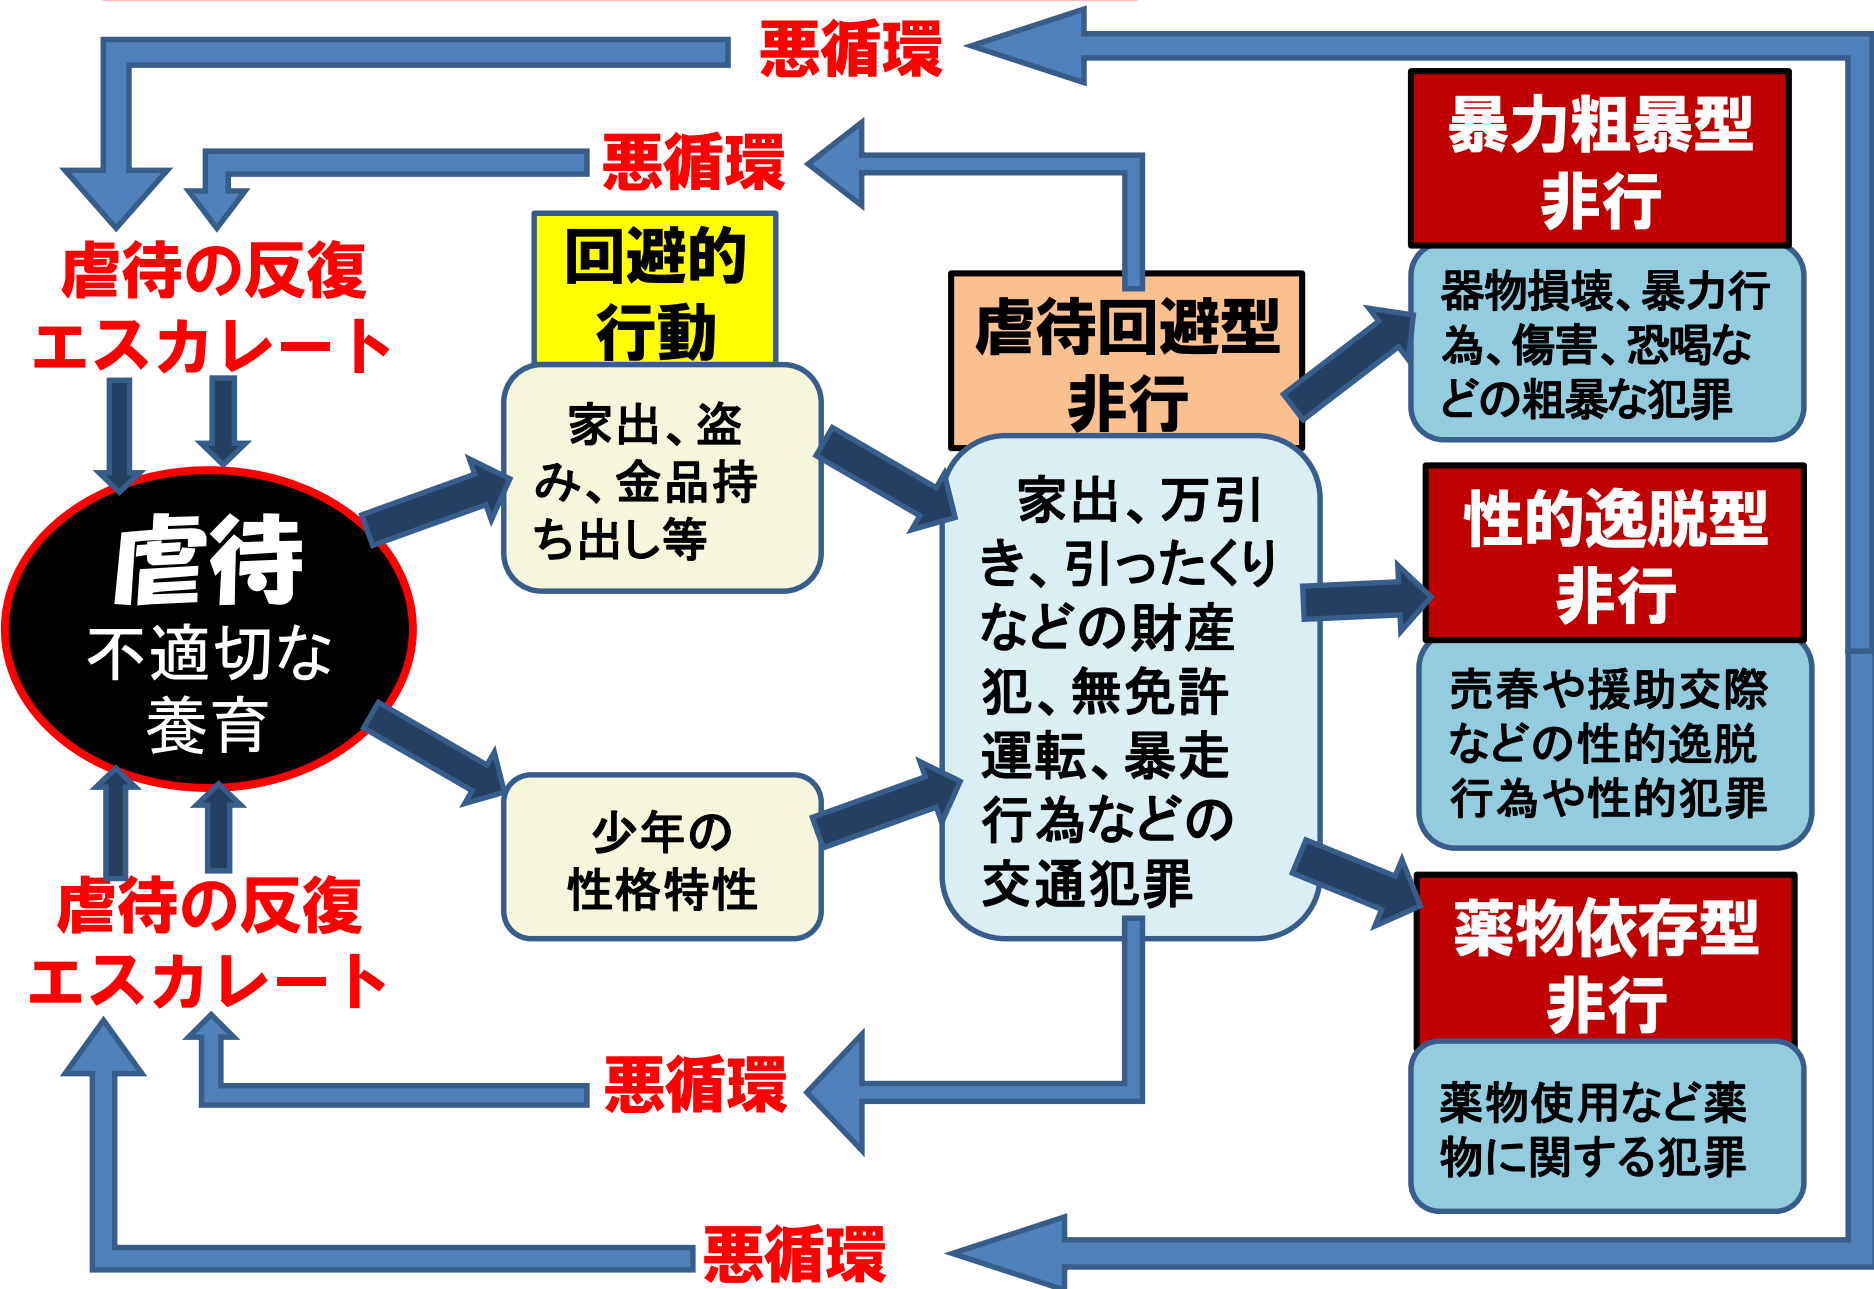 悪循環
悪循環
虐待の反復
エスカレート
虐待
不適切な
養育
虐待の反復
エスカレート
回避的
行動
家出、盗
み、金品持
ち出し等
少年の
性格特性
虐待回避型
非行
家出、万引
き、引ったくり
などの財産
犯、無免許
運転、暴走
行為などの
交通犯罪
暴力粗暴型
非行
器物損壊、暴力行
為、傷害、恐喝な
どの粗暴な犯罪
性的逸脱型
非行
売春や援助交際
などの性的逸脱
行為や性的犯罪
薬物依存型
非行
薬物使用など薬
物に関する犯罪
悪循環
悪循環